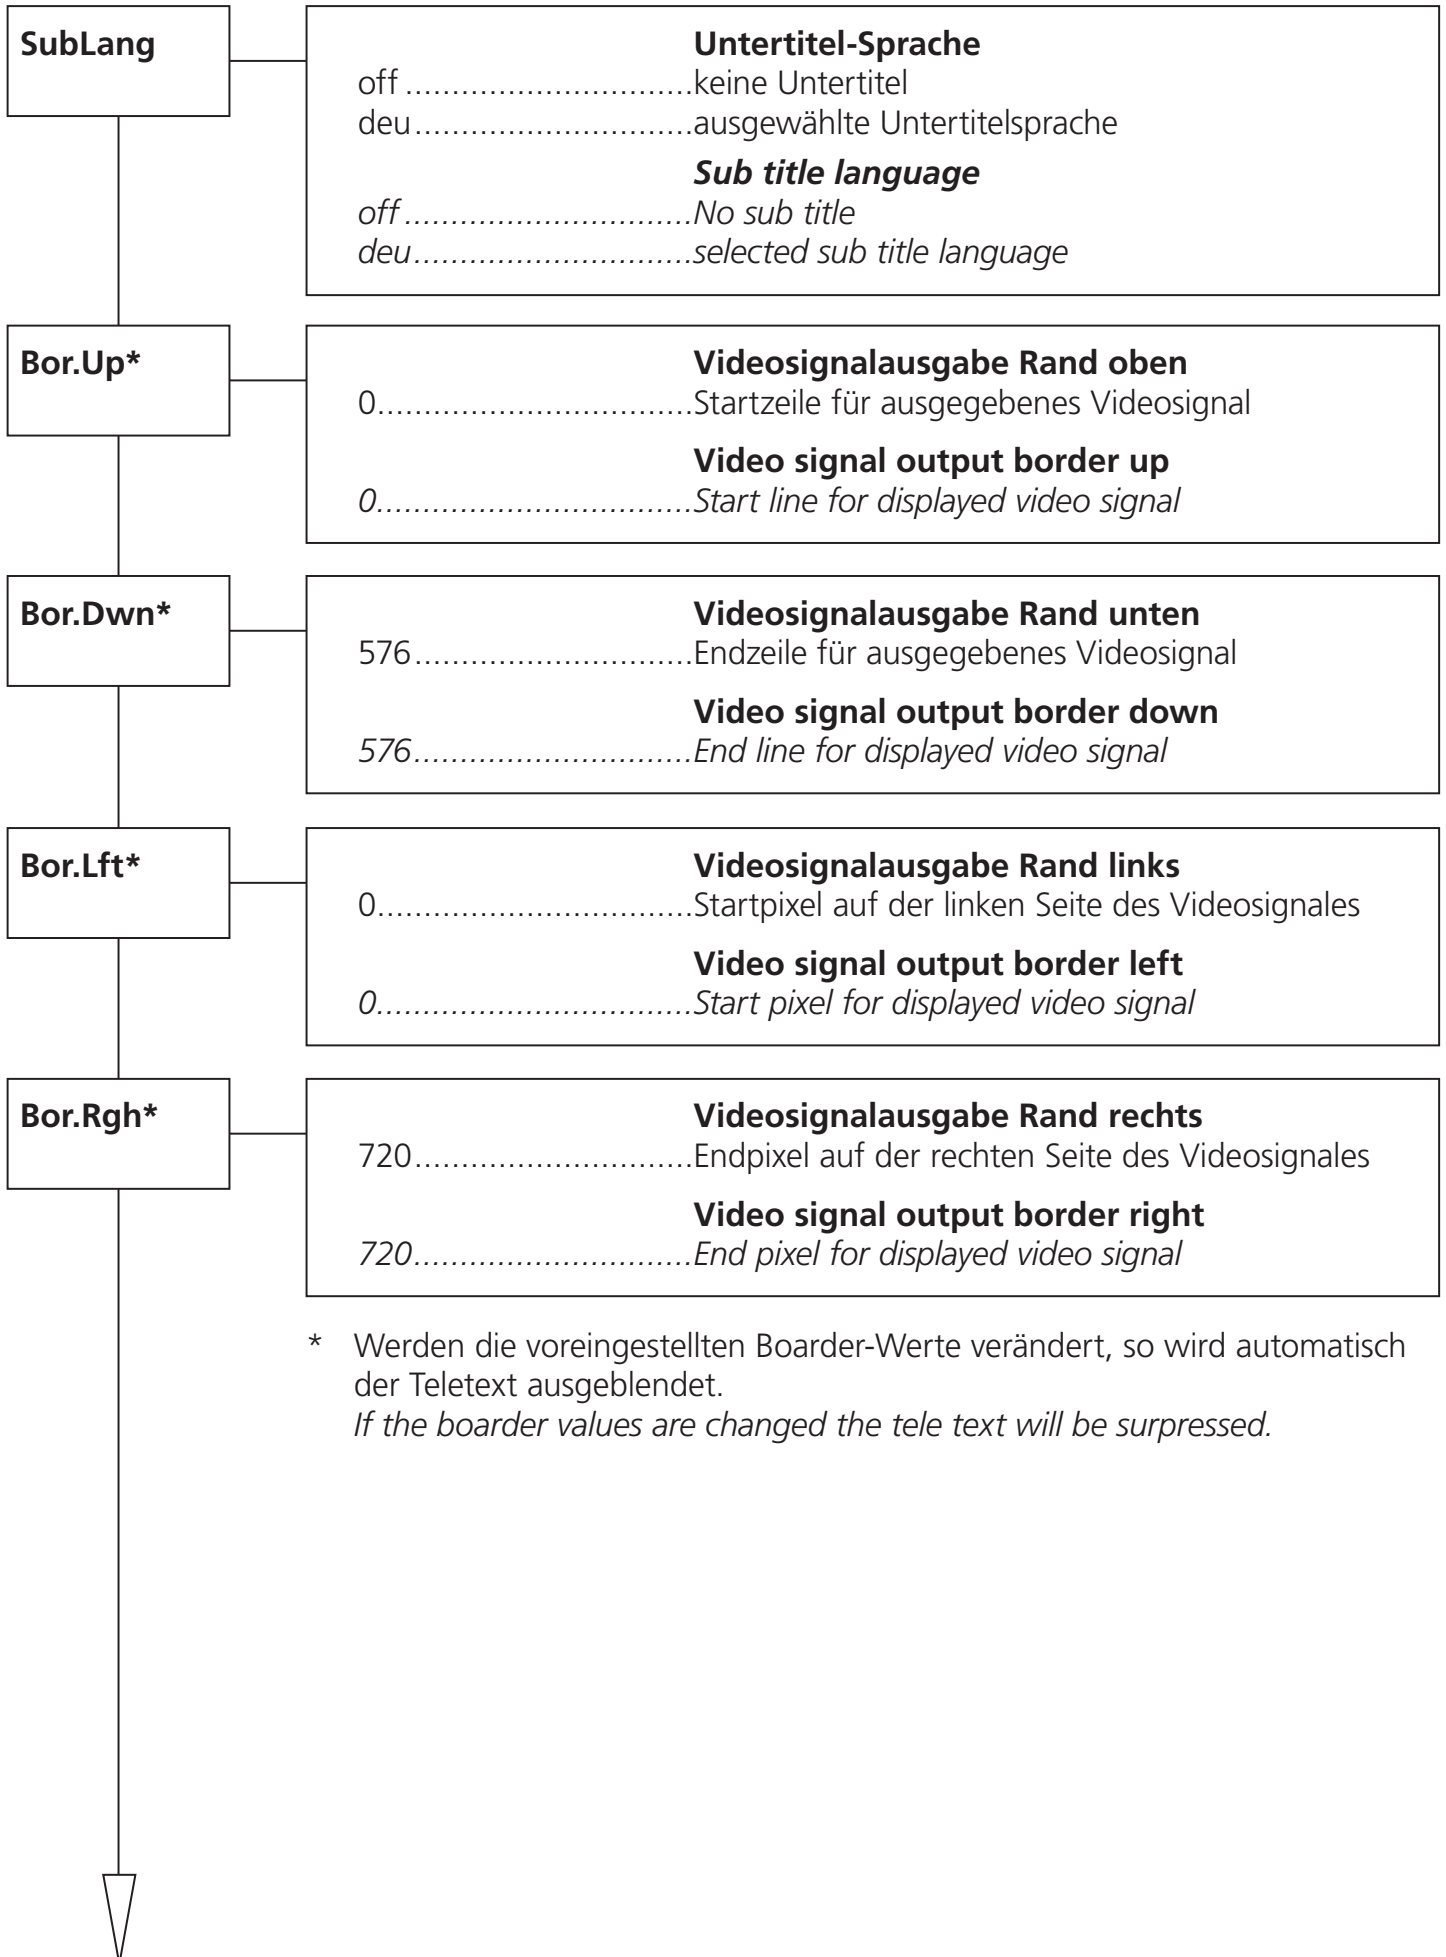 SubLang
Untertitel-Sprache
off...............................keine Untertitel
deu..............................ausgewählte Untertitelsprache
Sub title language
off...............................No sub title
deu..............................selected sub title language
Bor.Up*
Videosignalausgabe Rand oben
0..................................Startzeile für ausgegebenes Videosignal
Video signal output border up
0..................................Start line for displayed video signal
Bor.Dwn*
Videosignalausgabe Rand unten
576..............................Endzeile für ausgegebenes Videosignal
Video signal output border down
576..............................End line for displayed video signal
Bor.Lft*
Videosignalausgabe Rand links
0..................................Startpixel auf der linken Seite des Videosignales
Video signal output border left
0..................................Start pixel for displayed video signal
Bor.Rgh*
Videosignalausgabe Rand rechts
720..............................Endpixel auf der rechten Seite des Videosignales
Video signal output border right
720..............................End pixel for displayed video signal
* Werden die voreingestellten Boarder-Werte verändert, so wird automatisch
der Teletext ausgeblendet.
If the boarder values are changed the tele text will be surpressed.